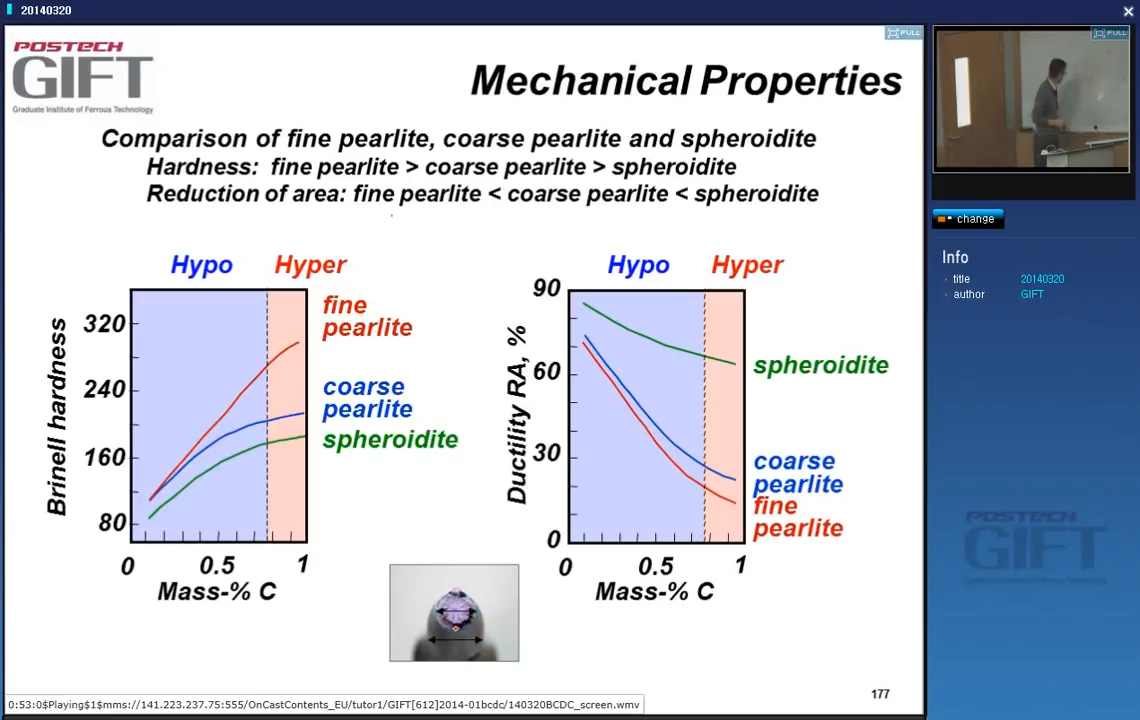 20140320
FULL
POSTECH
GIFT
Graduate Institute of Ferrous Technology
Mechanical Properties
Comparison of fine pearlite, coarse pearlite and spheroidite
Hardness: fine pearlite > coarse pearlite > spheroidite
Reduction of area: fine pearlite < coarse pearlite < spheroidite
Hypo Hyper
Brinell hardness
320
240
160
80
0 0.5 1
Mass-% C
fine
pearlite
coarse
pearlite
spheroidite
Hypo Hyper
Ductility RA, %
90
60
30
0
0 0.5 1
Mass-% C
spheroidite
coarse
pearlite
fine
pearlite
177
0:53:0$Playing$1$mms://141.223.237.75:555/OnCastContents_EU/tutor1/GIFT[612]2014-01bcdc/140320BCDC_screen.wmv
FULL
change
Info
title 20140320
author GIFT
POSTECH
GIFT